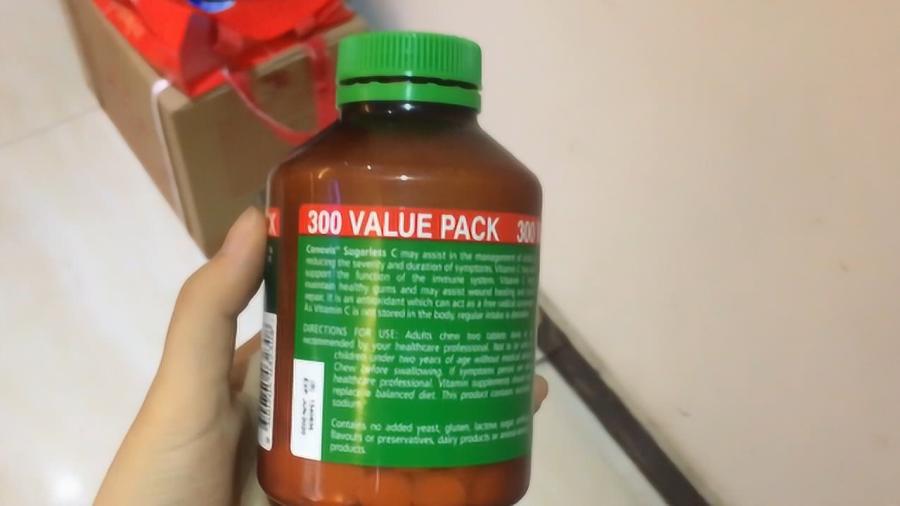 300 VALUE PACK 300
Cenovis™ Sugarless C may assist in the management of
reducing the severity and duration of symptoms. Vitamin C
support the function of the immune system. Vitamin C
maintain healthy gums and may assist wound healing
repair. It is an antioxidant which can act as a free radical
As Vitamin C is not stored in the body, regular intake is
DIRECTIONS FOR USE: Adults chew two tablets
recommended by your healthcare professional. Not to
children under two years of age without medical
Chew before swallowing. If symptoms persist
healthcare professional. Vitamin supplements should
replace a balanced diet. This product contains
sodium
Contains no added yeast, gluten, lactose,
flavours or preservatives, dairy products or animal
products.
EXP JUN